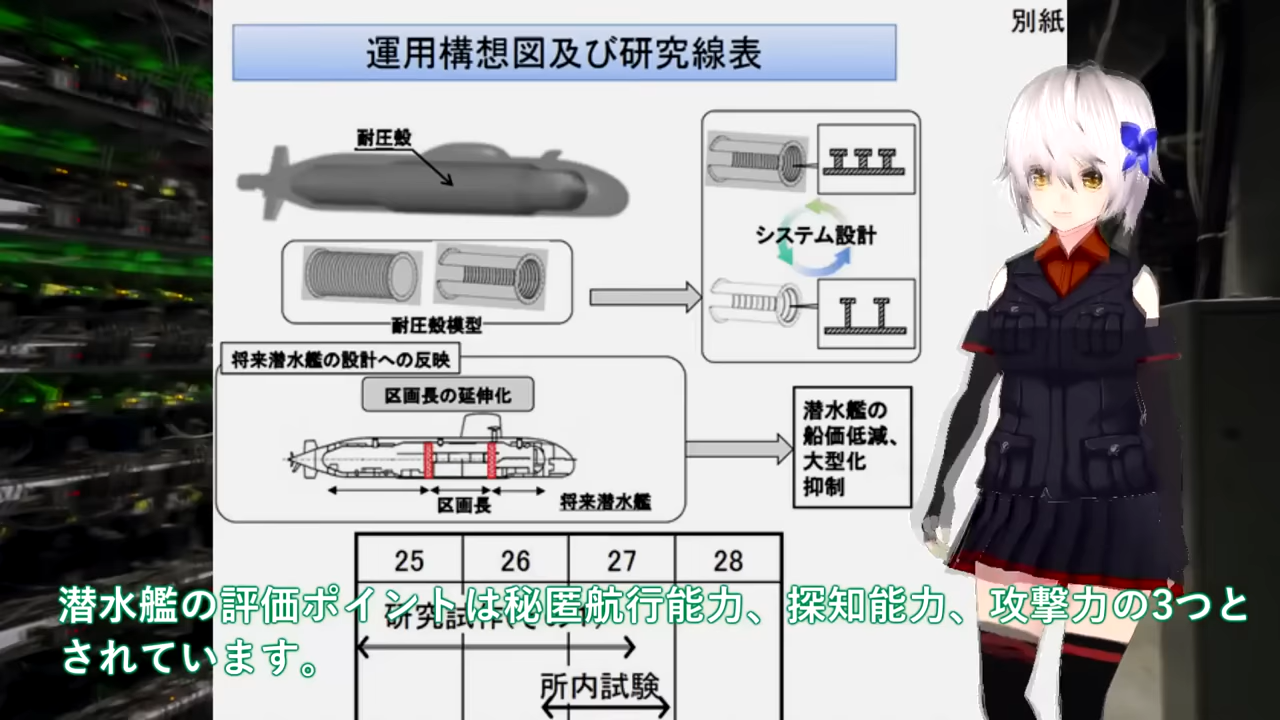 別紙
運用構想図及び研究線表
耐圧殻
システム設計
耐圧殻模型
将来潜水艦の設計への反映
区画長の延伸化
区画長
将来潜水艦
潜水艦の
船価低減、
大型化
抑制
25 26 27 28
研究試作
所内試験
潜水艦の評価ポイントは秘匿航行能力、探知能力、攻撃力の3つと
されています。